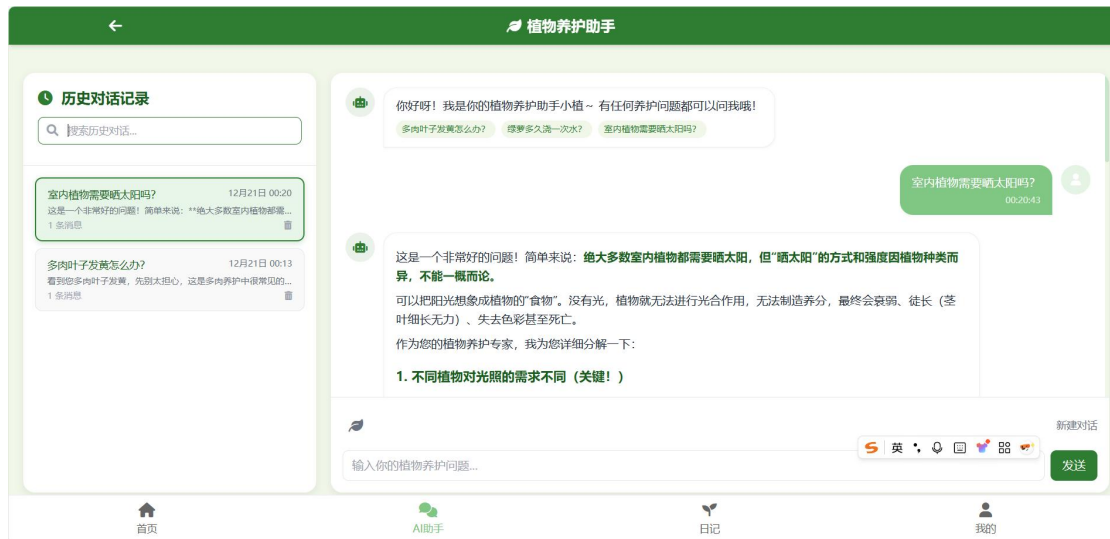 植物养护助手
历史对话记录
搜索历史对话...
室内植物需要晒太阳吗?
12月21日 00:20
这是一个非常好的问题！简单来说：**绝大多数室内植物都需...
1 条消息
多肉叶子发黄怎么办?
12月21日 00:13
看到您多肉叶子发黄，先别太担心，这是多肉养护中很常见的...
1 条消息
你好呀！我是你的植物养护助手小植～ 有任何养护问题都可以问我哦！
多肉叶子发黄怎么办?
绿萝多久浇一次水?
室内植物需要晒太阳吗?
室内植物需要晒太阳吗?
00:20:43
这是一个非常好的问题！简单来说：绝大多数室内植物都需要晒太阳，但“晒太阳”的方式和强度因植物种类而
异，不能一概而论。
可以把阳光想象成植物的“食物”。没有光，植物就无法进行光合作用，无法制造养分，最终会衰弱、徒长（茎
叶细长无力）、失去色彩甚至死亡。
作为您的植物养护专家，我为您详细分解一下：
1. 不同植物对光照的需求不同（关键！）
新建对话
英
输入你的植物养护问题...
发送
首页
AI助手
日记
我的